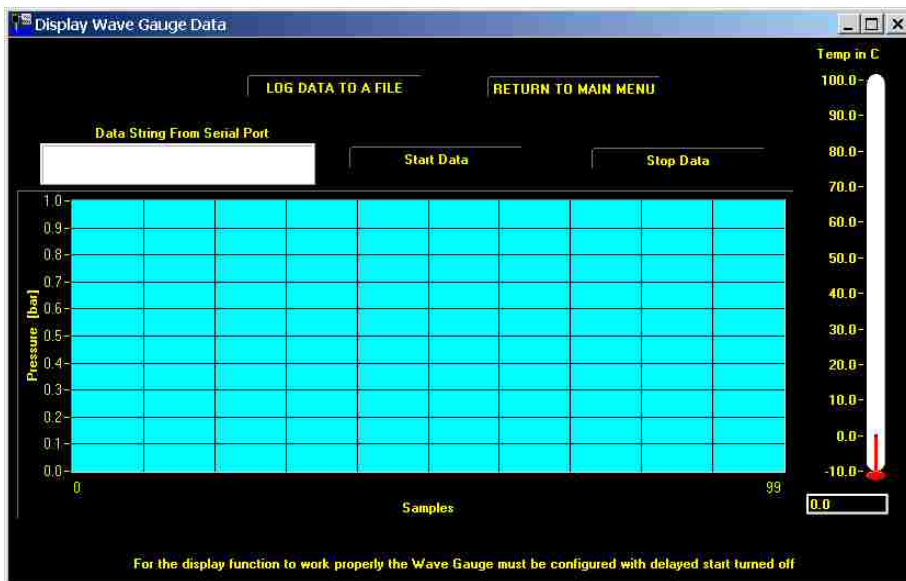 Display Wave Gauge Data
Temp in C
LOG DATA TO A FILE
RETURN TO MAIN MENU
Data String From Serial Port
Start Data
Stop Data
1.0
0.9
0.8
0.7
0.6
0.5
0.4
0.3
0.2
0.1
0.0
Pressure [bar]
0
99
Samples
100.0
90.0
80.0
70.0
60.0
50.0
40.0
30.0
20.0
10.0
0.0
-10.0
0.0
For the display function to work properly the Wave Gauge must be configured with delayed start turned off